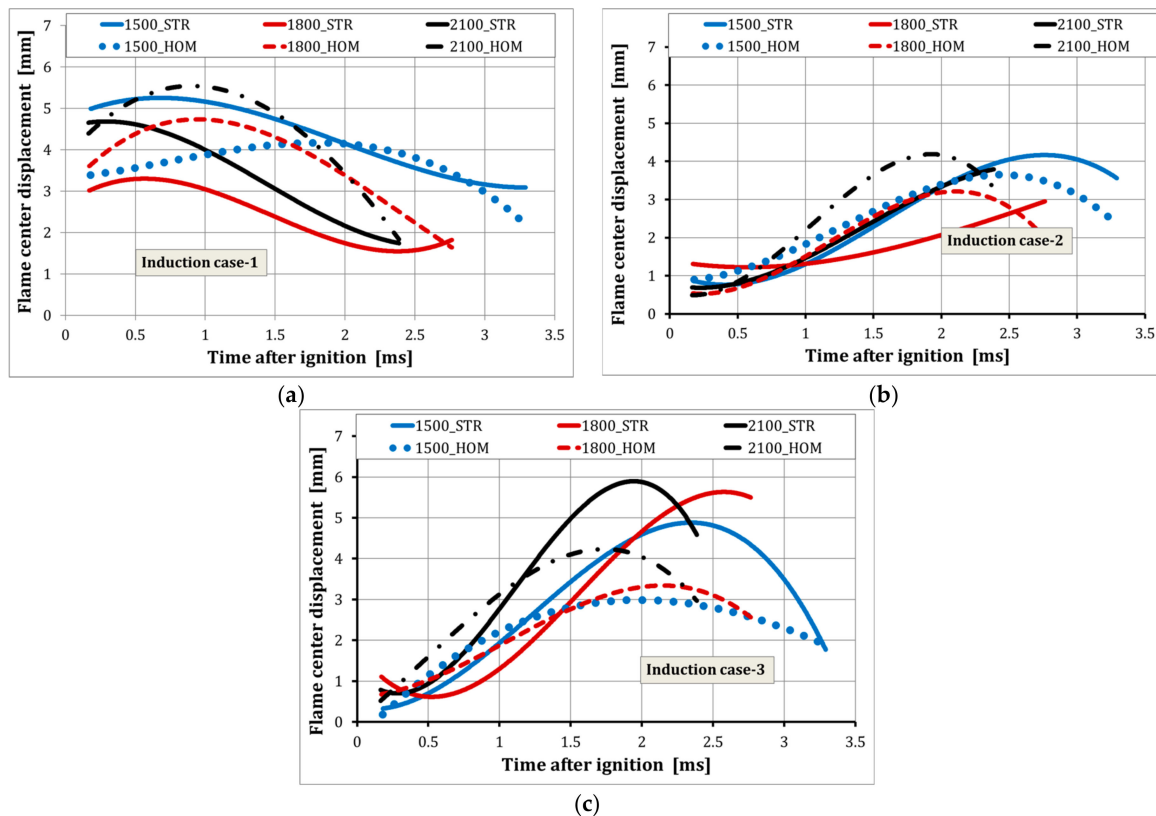 1500_STR 1800_STR 2100_STR
1500_HOM 1800_HOM 2100_HOM
Flame center displacement [mm]
7
6
5
4
3
2
1
0
Induction case-1
0 0.5 1 1.5 2 2.5 3 3.5
Time after ignition [ms]
(a)
1500_STR 1800_STR 2100_STR
1500_HOM 1800_HOM 2100_HOM
Flame center displacement [mm]
7
6
5
4
3
2
1
0
Induction case-2
0 0.5 1 1.5 2 2.5 3 3.5
Time after ignition [ms]
(b)
1500_STR 1800_STR 2100_STR
1500_HOM 1800_HOM 2100_HOM
Flame center displacement [mm]
7
6
5
4
3
2
1
0
Induction case-3
0 0.5 1 1.5 2 2.5 3 3.5
Time after ignition [ms]
(c)